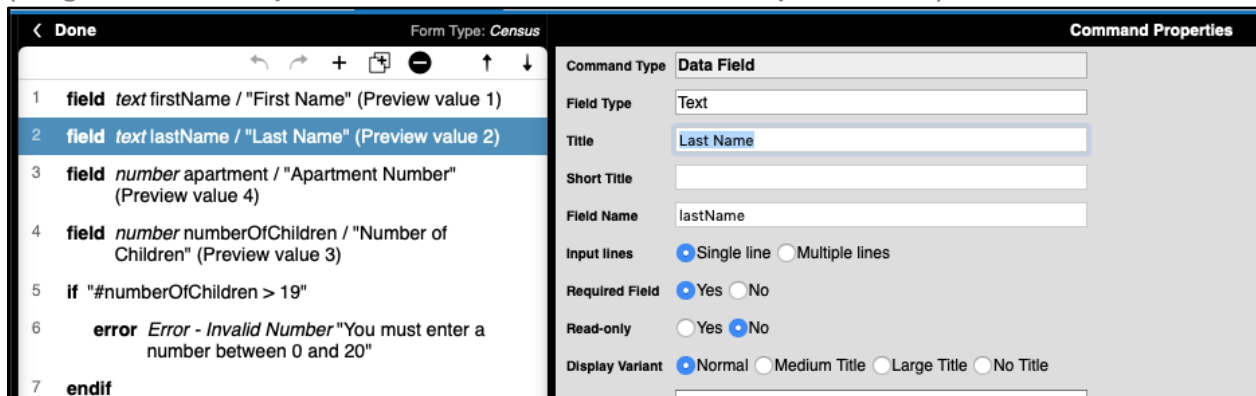 Done
Form Type: Census
Command Properties
1 field text firstName / "First Name" (Preview value 1)
2 field text lastName / "Last Name" (Preview value 2)
3 field number apartment / "Apartment Number"
(Preview value 4)
4 field number numberOfChildren / "Number of
Children" (Preview value 3)
5 if "#numberOfChildren > 19"
6 error Error - Invalid Number "You must enter a
number between 0 and 20"
7 endif
Command Type Data Field
Field Type Text
Title Last Name
Short Title
Field Name lastName
Input lines Single line Multiple lines
Required Field Yes No
Read-only Yes No
Display Variant Normal Medium Title Large Title No Title